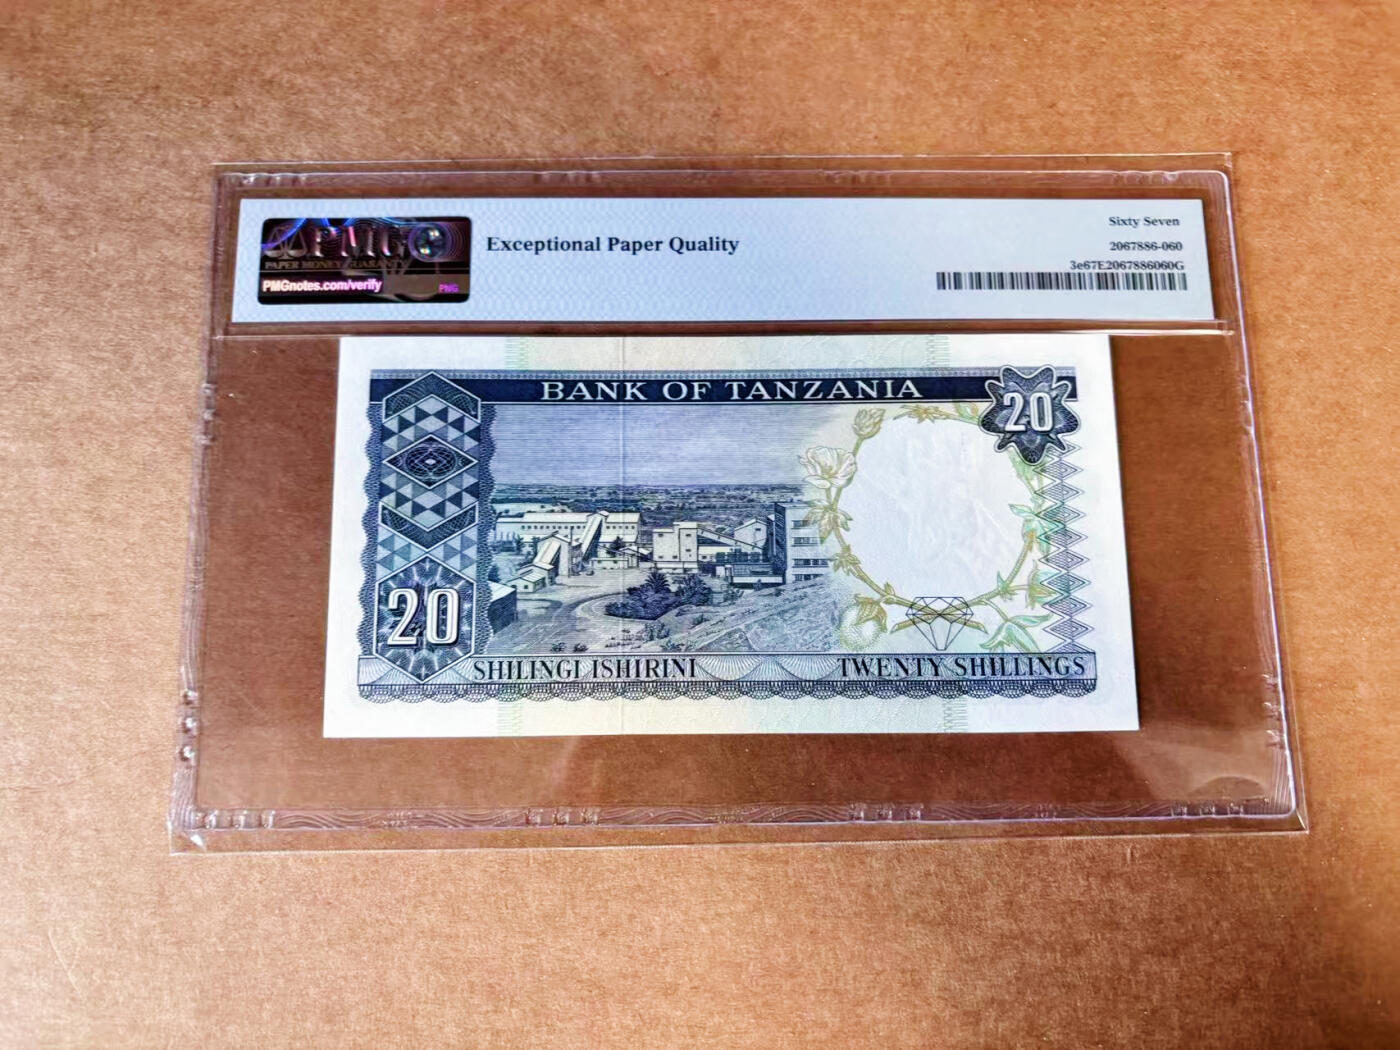 PMG
PAPER MONEY GUARANTY
PMGnotes.com/verify
PMG
Exceptional Paper Quality
Sixty Seven
2067886-060
3e67E2067886060G
BANK OF TANZANIA
20
20
SHILINGI ISHIRINI
TWENTY SHILLINGS